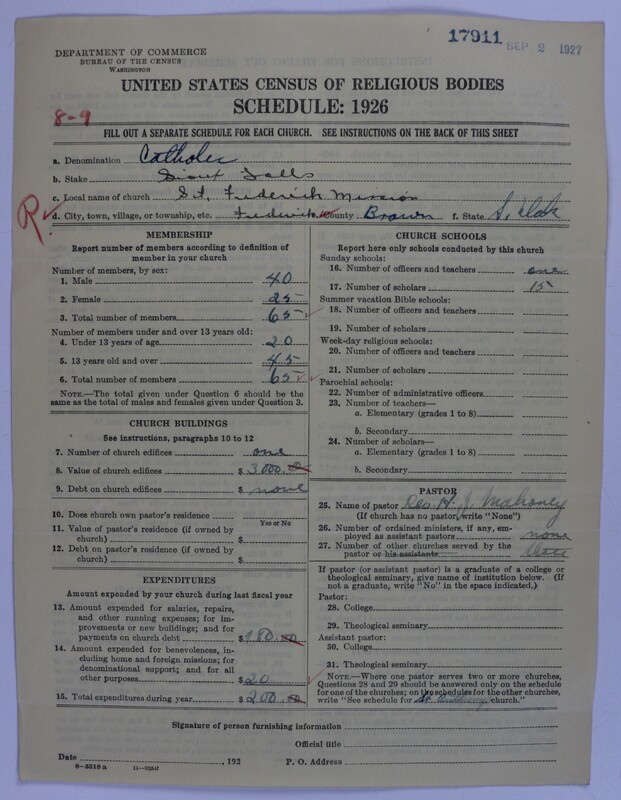 17911 SEP 2 1927
DEPARTMENT OF COMMERCE
BUREAU OF THE CENSUS
WASHINGTON
UNITED STATES CENSUS OF RELIGIOUS BODIES
SCHEDULE: 1926
8-9
FILL OUT A SEPARATE SCHEDULE FOR EACH CHURCH. SEE INSTRUCTIONS ON THE BACK OF THIS SHEET
a. Denomination Catholic
b. Stake Sioux Falls
c. Local name of church St. Frederick Mission
R
d. City, town, village, or township, etc. Frederick County Brown f. State S. Dak
MEMBERSHIP
Report number of members according to definition of
member in your church
Number of members, by sex:
1. Male 40
2. Female 25
3. Total number of members 65
Number of members under and over 13 years old:
4. Under 13 years of age 20
5. 13 years old and over 45
6. Total number of members 65
NOTE.—The total given under Question 6 should be
the same as the total of males and females given under Question 3.
CHURCH BUILDINGS
See instructions, paragraphs 10 to 12
7. Number of church edifices one
8. Value of church edifices $ 3,000.00
9. Debt on church edifices $ none
10. Does church own pastor's residence
Yes or No
11. Value of pastor's residence (if owned by
church) $
12. Debt on pastor's residence (if owned by
church) $
EXPENDITURES
Amount expended by your church during last fiscal year
13. Amount expended for salaries, repairs,
and other running expenses; for im-
provements or new buildings; and for
payments on church debt $ 180.00
14. Amount expended for benevolences, in-
cluding home and foreign missions; for
denominational support; and for all
other purposes $ 20
15. Total expenditures during year $ 200.00
CHURCH SCHOOLS
Report here only schools conducted by this church
Sunday schools:
16. Number of officers and teachers one
17. Number of scholars 15
Summer vacation Bible schools:
18. Number of officers and teachers
19. Number of scholars
Week-day religious schools:
20. Number of officers and teachers
21. Number of scholars
Parochial schools:
22. Number of administrative officers
23. Number of teachers—
a. Elementary (grades 1 to 8)
b. Secondary
24. Number of scholars—
a. Elementary (grades 1 to 8)
b. Secondary
PASTOR
25. Name of pastor Rev. H. J. Mahoney
(If church has no pastor, write "None")
26. Number of ordained ministers, if any, em-
ployed as assistant pastors none
27. Number of other churches served by the
pastor or his assistants
If pastor (or assistant pastor) is a graduate of a college or
theological seminary, give name of institution below. (If
not a graduate, write "No" in the space indicated.)
Pastor:
28. College
29. Theological seminary
Assistant pastor:
30. College
31. Theological seminary
NOTE.—Where one pastor serves two or more churches,
Questions 28 and 29 should be answered only on the schedule
for one of the churches; on the schedules for the other churches,
write "See schedule for St. Anthony church."
Signature of person furnishing information
Official title
Date , 192 P. O. Address
8-5518 a